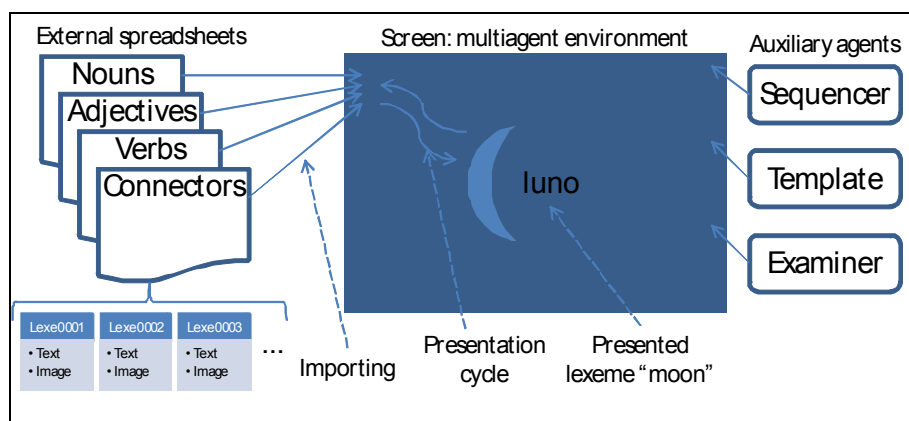 External spreadsheets
Nouns
Adjectives
Verbs
Connectors
Lexe0001
• Text
• Image
Lexe0002
• Text
• Image
Lexe0003
• Text
• Image
...
Screen: multiagent environment
luno
Importing
Presentation
cycle
Presented
lexeme “moon”
Auxiliary agents
Sequencer
Template
Examiner